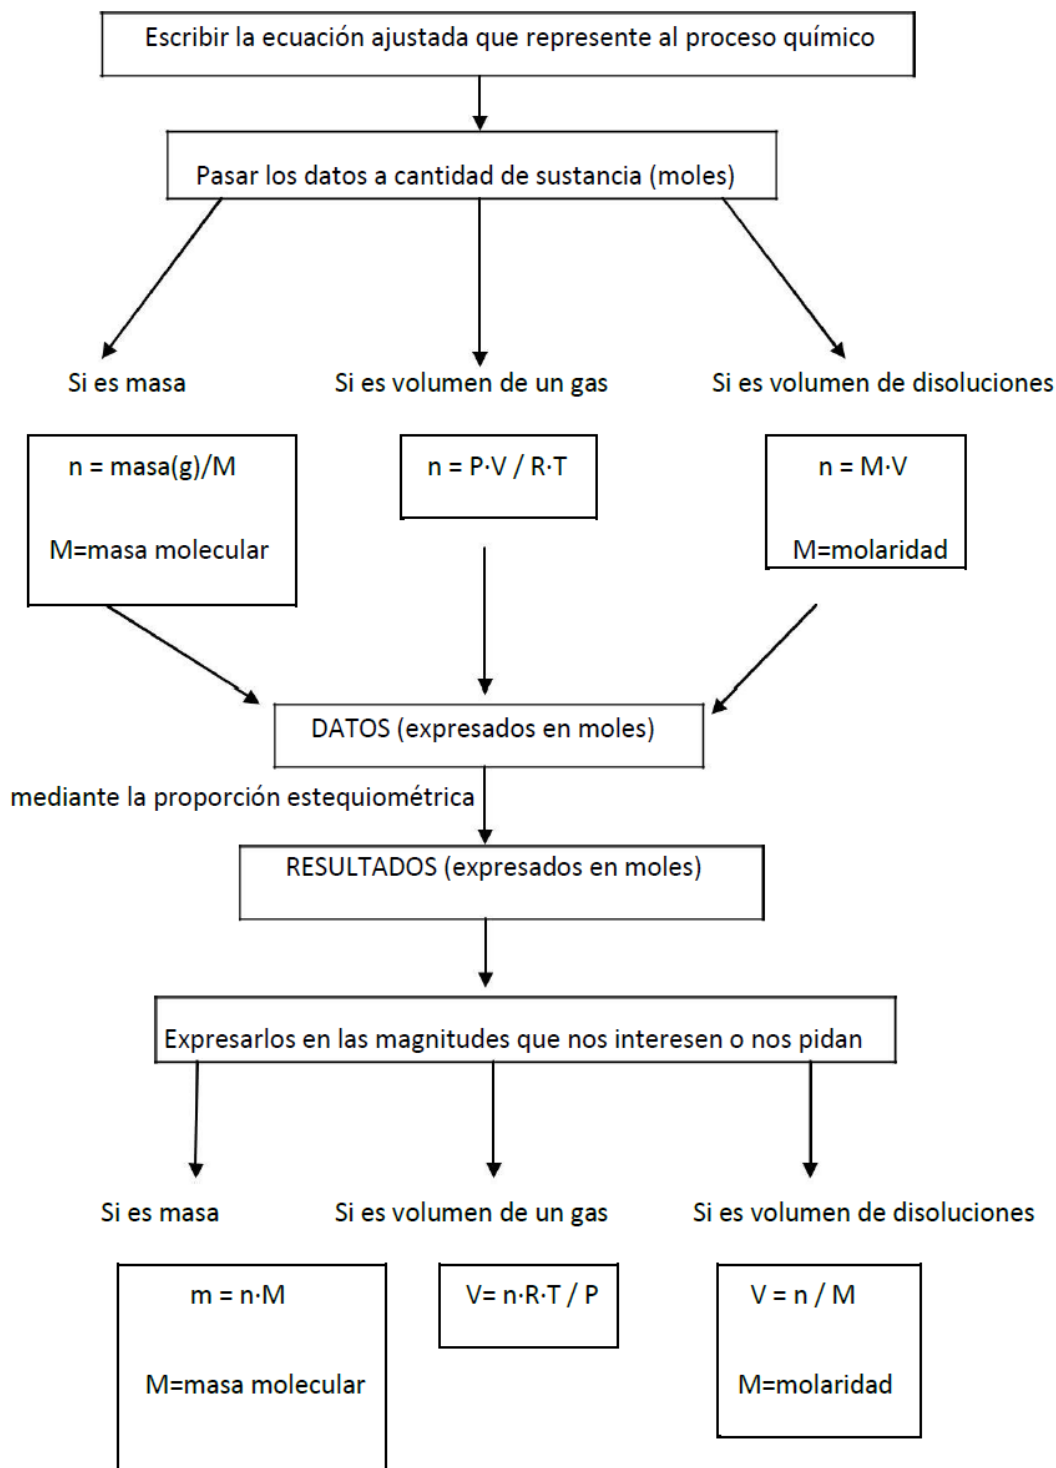 Escribir la ecuación ajustada que represente al proceso químico
Pasar los datos a cantidad de sustancia (moles)
Si es masa
Si es volumen de un gas
Si es volumen de disoluciones
n = masa(g)/M
M=masa molecular
n = P·V / R·T
n = M·V
M=molaridad
DATOS (expresados en moles)
mediante la proporción estequiométrica
RESULTADOS (expresados en moles)
Expresarlos en las magnitudes que nos interesen o nos pidan
Si es masa
Si es volumen de un gas
Si es volumen de disoluciones
m = n·M
M=masa molecular
V= n·R·T / P
V = n / M
M=molaridad